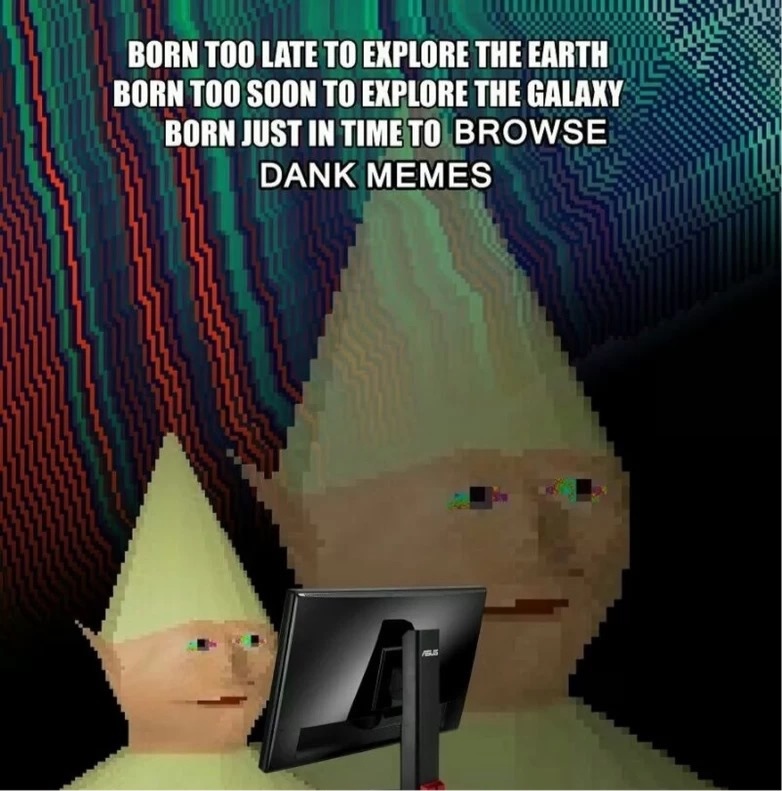 BORN TOO LATE TO EXPLORE THE EARTH
BORN TOO SOON TO EXPLORE THE GALAXY
BORN JUST IN TIME TO BROWSE
DANK MEMES
ASUS